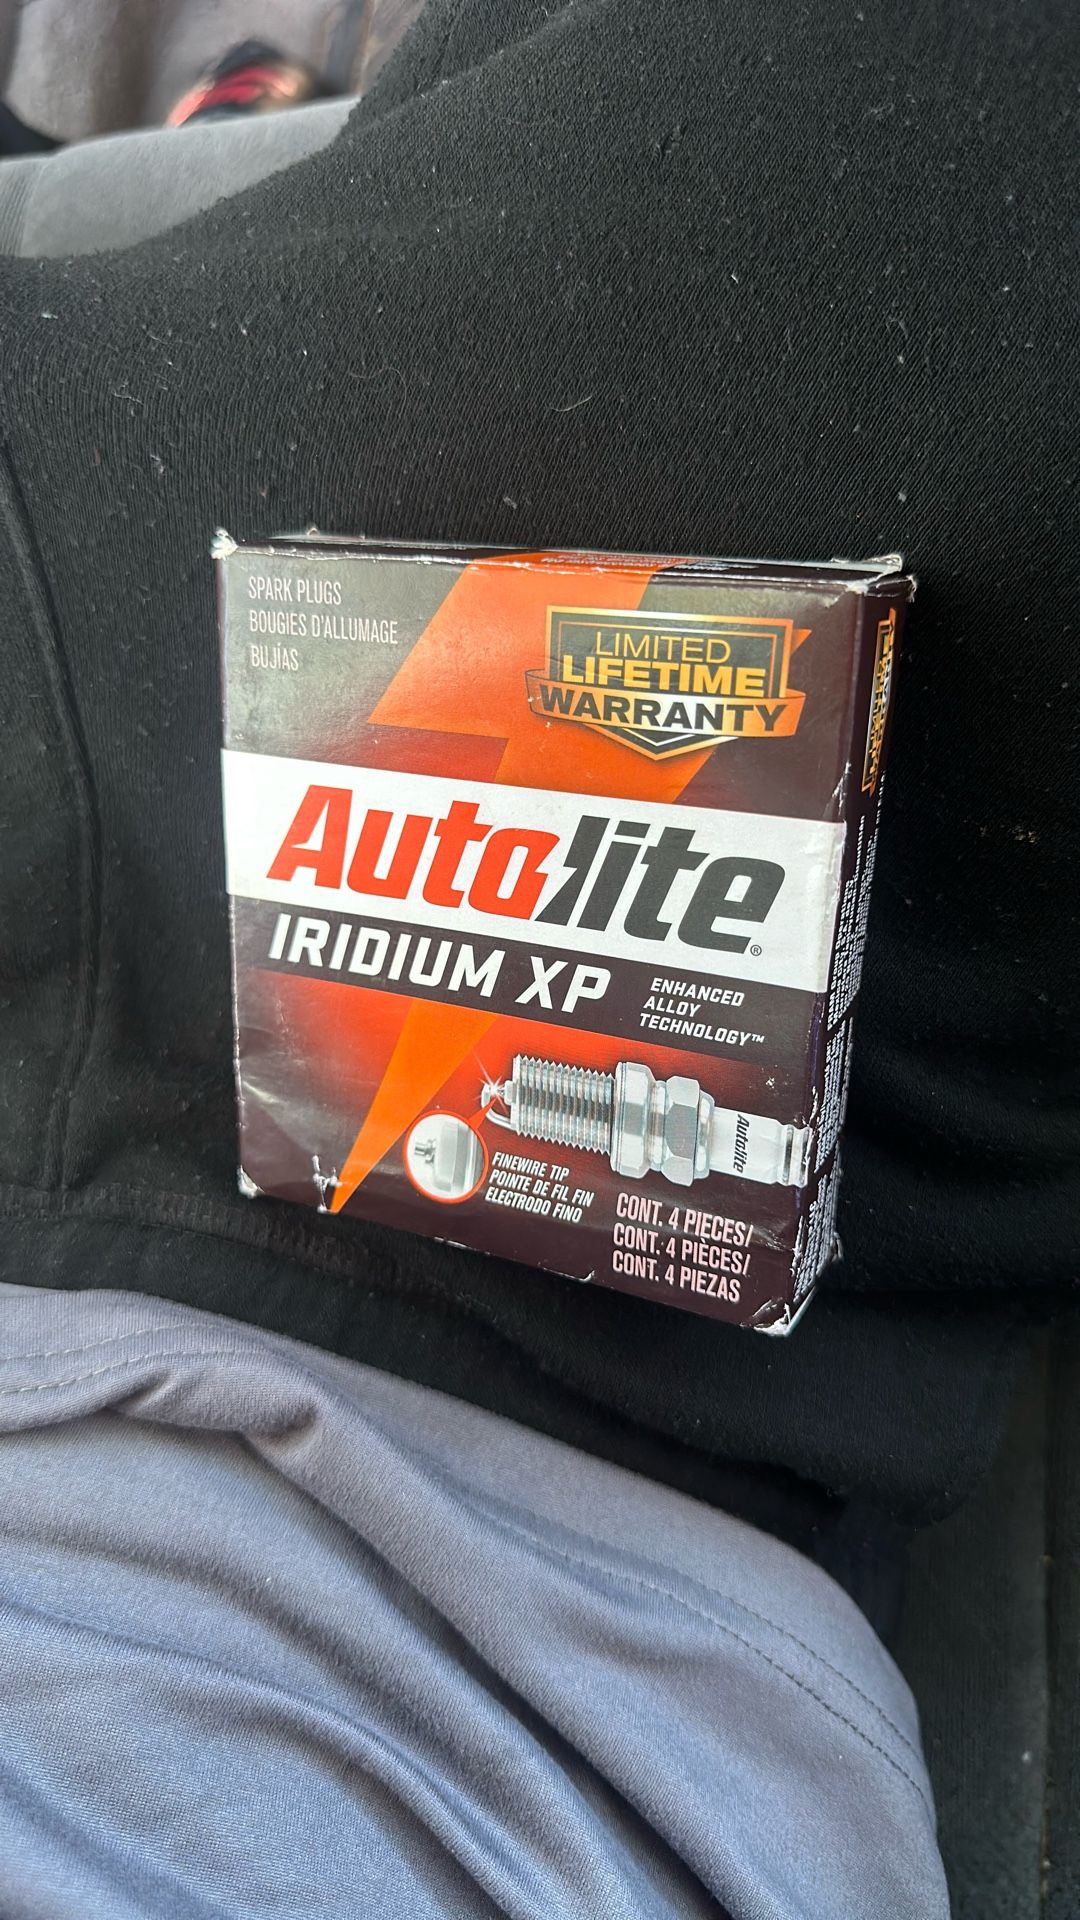 SPARK PLUGS
BOUGIES D'ALLUMAGE
BUJÍAS
LIMITED
LIFETIME
WARRANTY
Autolite®
IRIDIUM XP
ENHANCED
ALLOY
TECHNOLOGY™
Autolite
FINEWIRE TIP
POINTE DE FIL FIN
ELECTRODO FINO
CONT. 4 PIECES/
CONT. 4 PIÈCES/
CONT. 4 PIEZAS